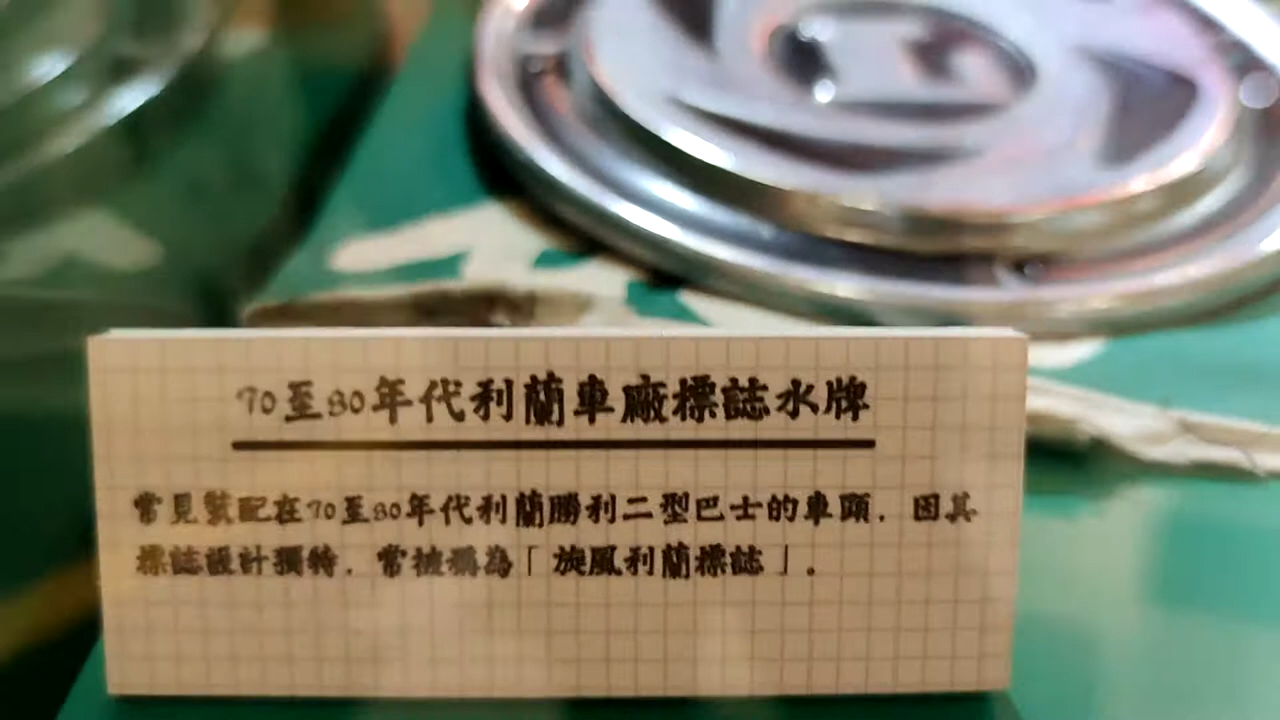 70至80年代利蘭車廠標誌水牌
常見裝配在70至80年代利蘭勝利二型巴士的車頭，因其
標誌設計獨特，常被稱為「旋風利蘭標誌」。